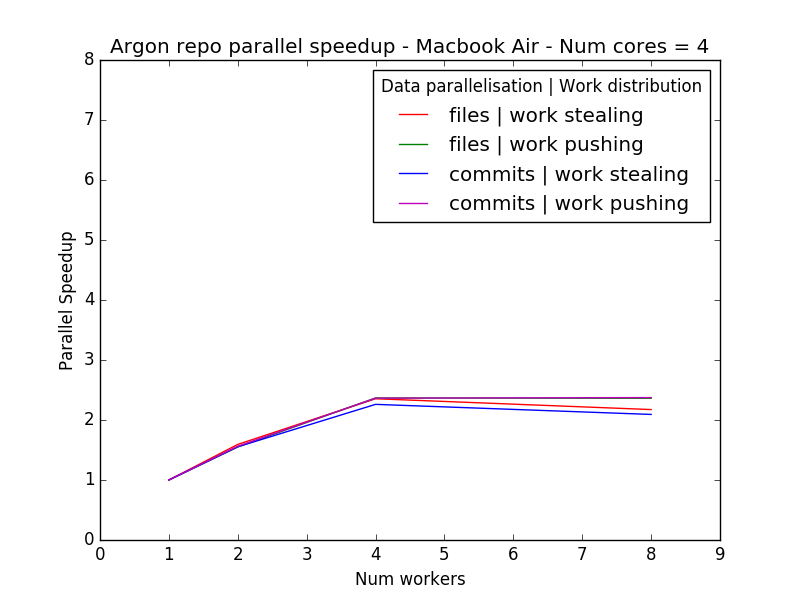 Argon repo parallel speedup - Macbook Air - Num cores = 4
Data parallelisation | Work distribution
files | work stealing
files | work pushing
commits | work stealing
commits | work pushing
Parallel Speedup
8
7
6
5
4
3
2
1
0
0 1 2 3 4 5 6 7 8 9
Num workers